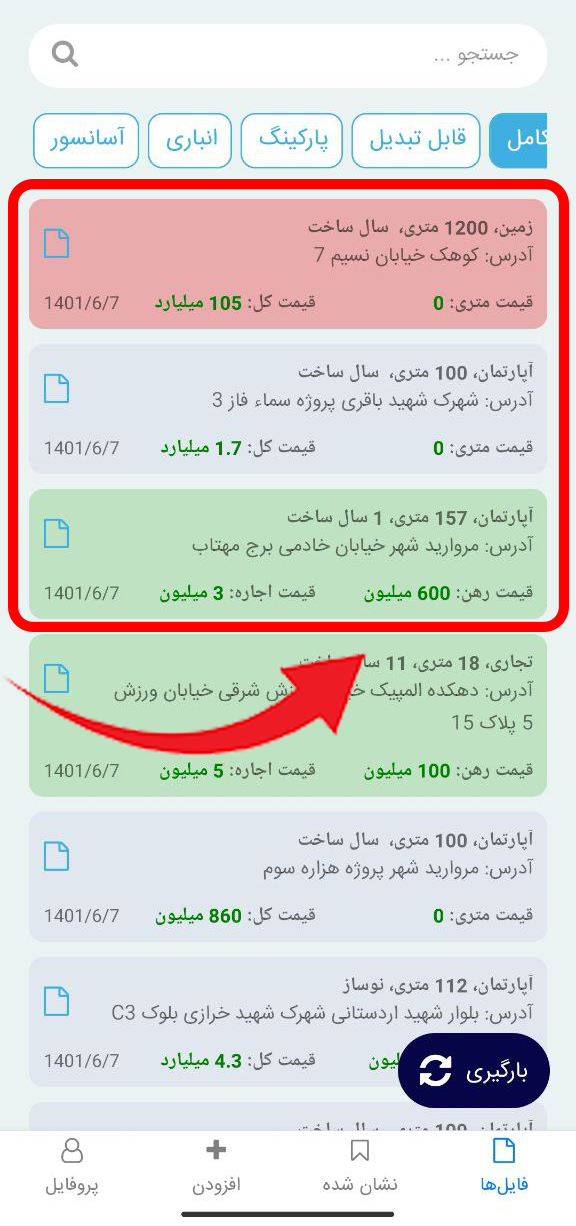 جستجو ...
کامل
قابل تبدیل
پارکینگ
انباری
آسانسور
زمین، 1200 متری، سال ساخت
آدرس: کوهک خیابان نسیم 7
قیمت متری: 0 قیمت کل: 105 میلیارد 1401/6/7
آپارتمان، 100 متری، سال ساخت
آدرس: شهرک شهید باقری پروژه سماء فاز 3
قیمت متری: 0 قیمت کل: 1.7 میلیارد 1401/6/7
آپارتمان، 157 متری، 1 سال ساخت
آدرس: مروارید شهر خیابان خادمی برج مهتاب
قیمت رهن: 600 میلیون قیمت اجاره: 3 میلیون 1401/6/7
تجاری، 18 متری، 11 ساخت
آدرس: دهکده المپیک شرقی خیابان ورزش
5 پلاک 15
قیمت رهن: 100 میلیون قیمت اجاره: 5 میلیون 1401/6/7
آپارتمان، 100 متری، سال ساخت
آدرس: مروارید شهر پروژه هزاره سوم
قیمت متری: 0 قیمت کل: 860 میلیون 1401/6/7
آپارتمان، 112 متری، نوساز
آدرس: بلوار شهید اردستانی شهرک شهید خرازی بلوک C3
قیمت کل: 4.3 میلیارد 1401/6/7
بارگیری
آپارتمان، 100 متری، سال ساخت
فایل‌ها
نشان شده
افزودن
پروفایل